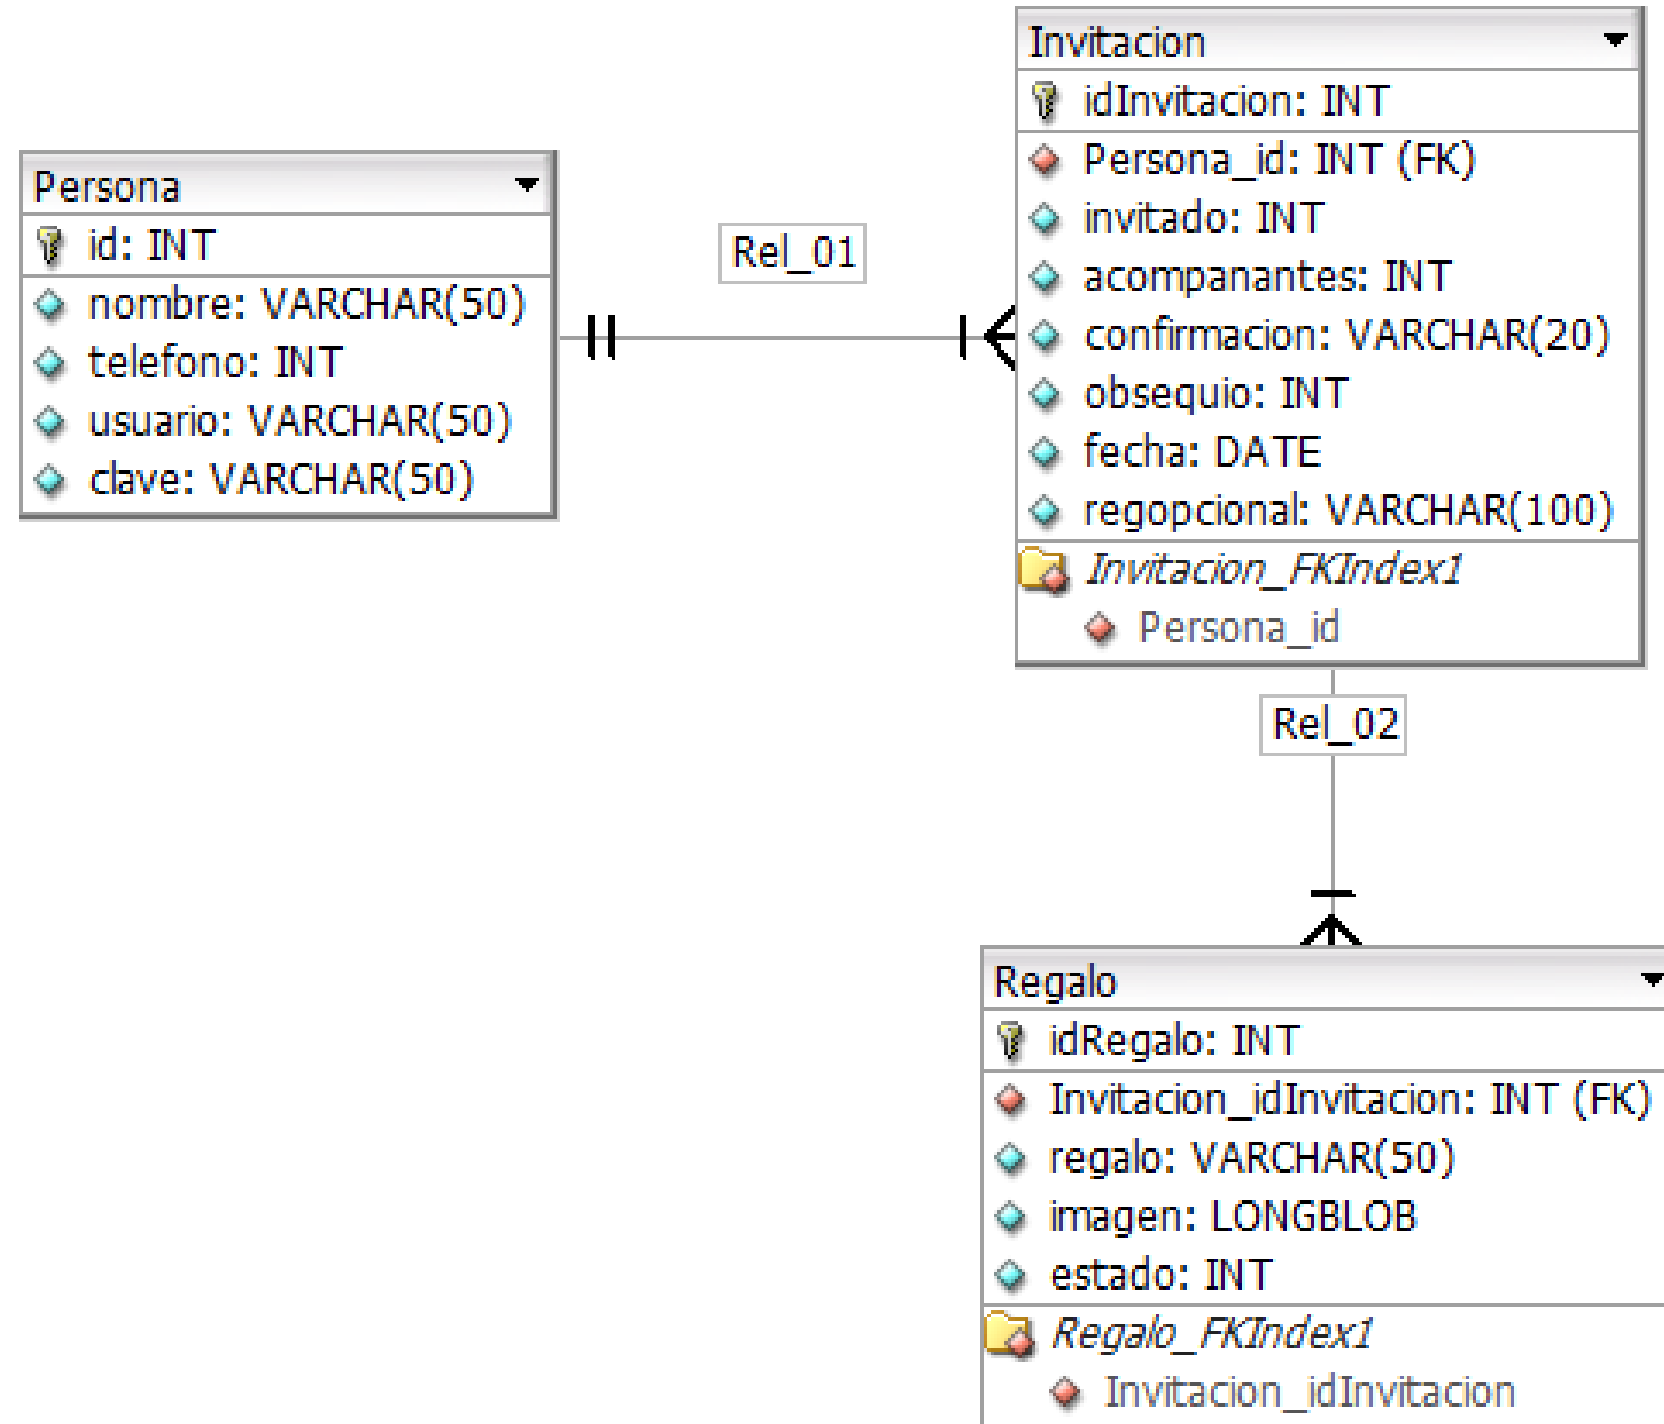 Persona
id: INT
nombre: VARCHAR(50)
telefono: INT
usuario: VARCHAR(50)
clave: VARCHAR(50)
Rel_01
Invitacion
idInvitacion: INT
Persona_id: INT (FK)
invitado: INT
acompanantes: INT
confirmacion: VARCHAR(20)
obsequio: INT
fecha: DATE
regopcional: VARCHAR(100)
Invitacion_FKIndex1
Persona_id
Rel_02
Regalo
idRegalo: INT
Invitacion_idInvitacion: INT (FK)
regalo: VARCHAR(50)
imagen: LONGBLOB
estado: INT
Regalo_FKIndex1
Invitacion_idInvitacion